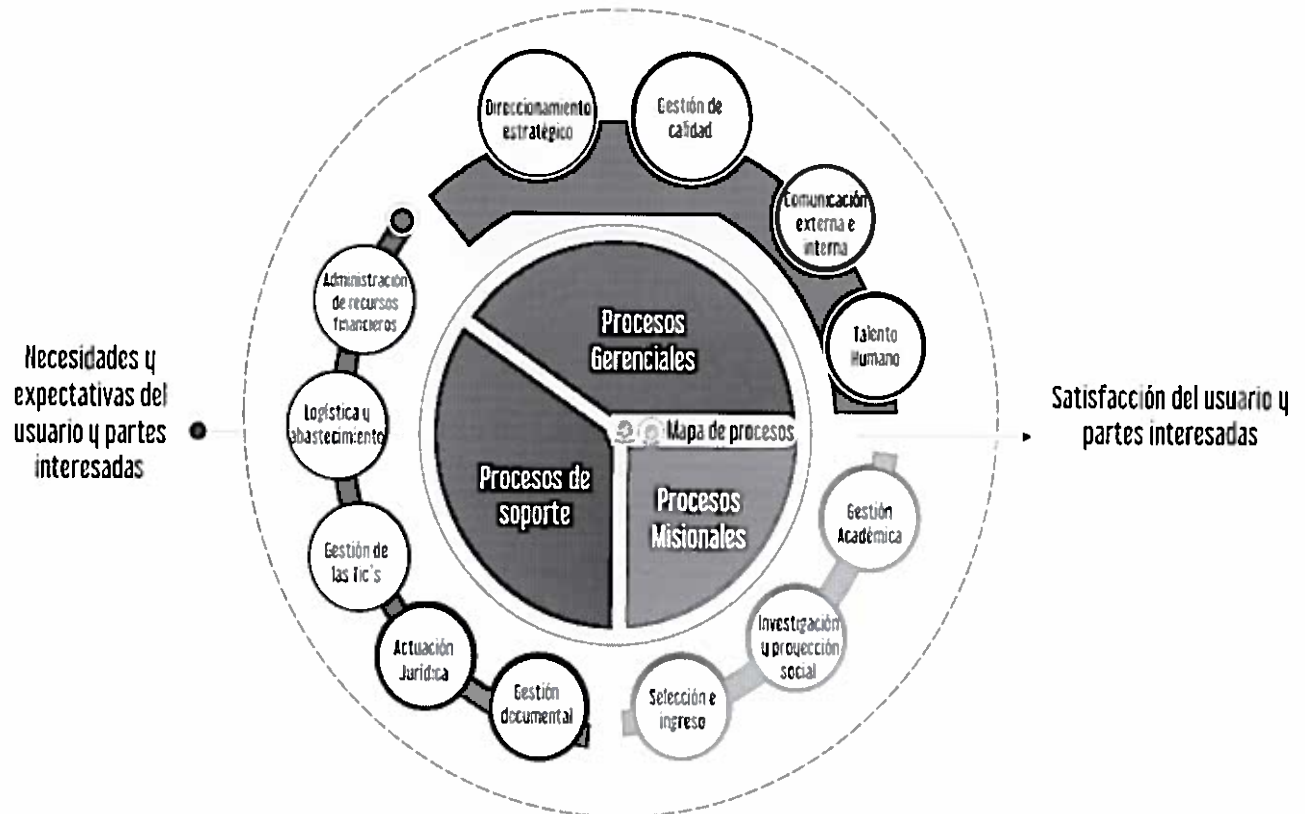 Direccionamiento
estratégico
Gestión de
calidad
Comunicación
externa e
interna
Talento
Humano
Administración
de recursos
financieros
Logística y
abastecimiento
Gestión de
las Tic´s
Actuación
Jurídica
Gestión
documental
Necesidades y
expectativas del
usuario y partes
interesadas
Procesos
Gerenciales
Mapa de procesos
Procesos de
soporte
Procesos
Misionales
Satisfacción del usuario y
partes interesadas
Gestión
Académica
Investigación
y proyección
social
Selección e
ingreso